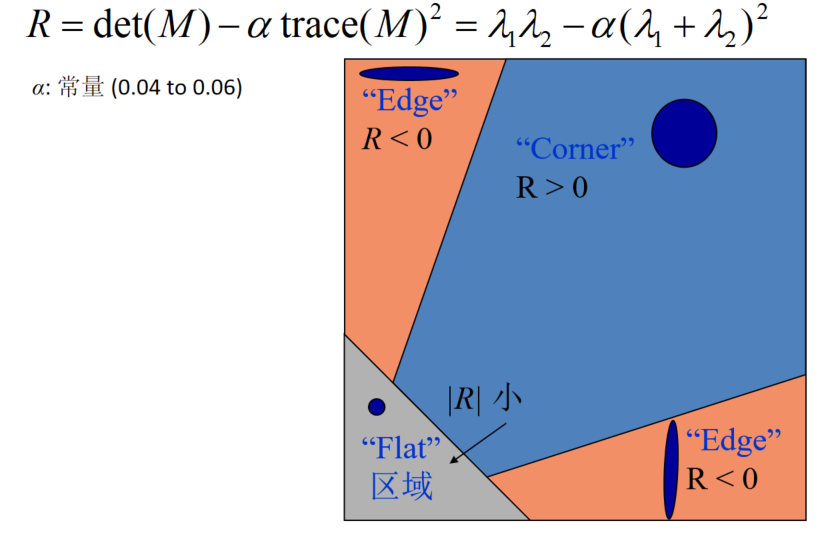 R = det(M) − α trace(M)² = λ₁λ₂ − α(λ₁ + λ₂)²
α: 常量 (0.04 to 0.06)
“Edge”
R < 0
“Corner”
R > 0
|R| 小
“Flat”
区域
“Edge”
R < 0